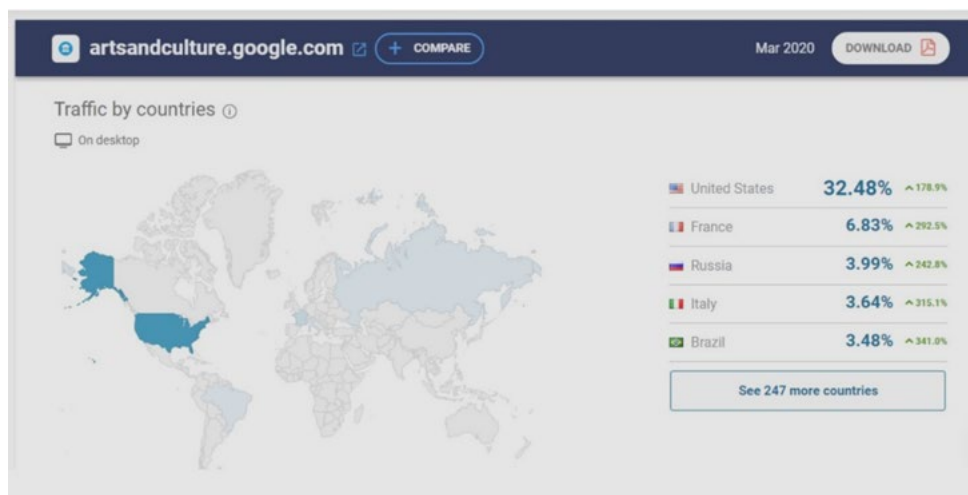 artsandculture.google.com + COMPARE Mar 2020 DOWNLOAD
Traffic by countries
On desktop
United States 32.48% 178.9%
France 6.83% 292.5%
Russia 3.99% 242.8%
Italy 3.64% 315.1%
Brazil 3.48% 341.0%
See 247 more countries